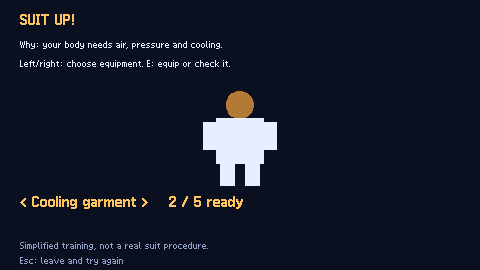 SUIT UP!
Why: your body needs air, pressure and cooling.
Left/right: choose equipment. E: equip or check it.
< Cooling garment > 2 / 5 ready
Simplified training, not a real suit procedure.
Esc: leave and try again